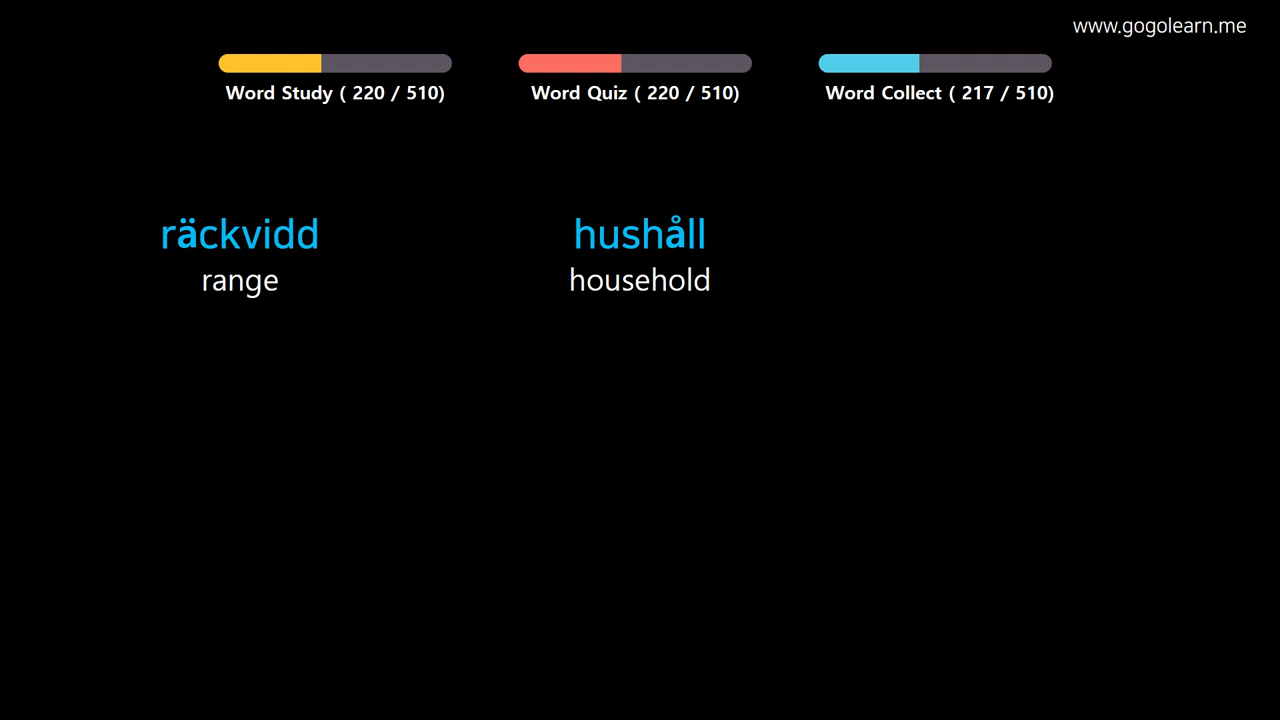 www.gogolearn.me
Word Study ( 220 / 510)
Word Quiz ( 220 / 510)
Word Collect ( 217 / 510)
räckvidd
range
hushåll
household